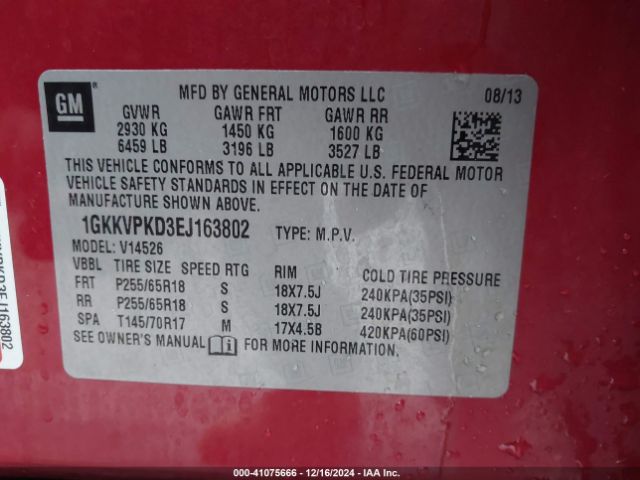 GM
MFD BY GENERAL MOTORS LLC 08/13
GVWR GAWR FRT GAWR RR
2930 KG 1450 KG 1600 KG
6459 LB 3196 LB 3527 LB
THIS VEHICLE CONFORMS TO ALL APPLICABLE U.S. FEDERAL MOTOR
VEHICLE SAFETY STANDARDS IN EFFECT ON THE DATE OF
MANUFACTURE SHOWN ABOVE.
1GKKVPKD3EJ163802 TYPE: M.P.V.
MODEL: V14526
VBBL TIRE SIZE SPEED RTG RIM COLD TIRE PRESSURE
FRT P255/65R18 S 18X7.5J 240KPA(35PSI)
RR P255/65R18 S 18X7.5J 240KPA(35PSI)
SPA T145/70R17 M 17X4.5B 420KPA(60PSI)
SEE OWNER'S MANUAL FOR MORE INFORMATION.
D3EJ163802
000-41075666 - 12/16/2024 - IAA Inc.